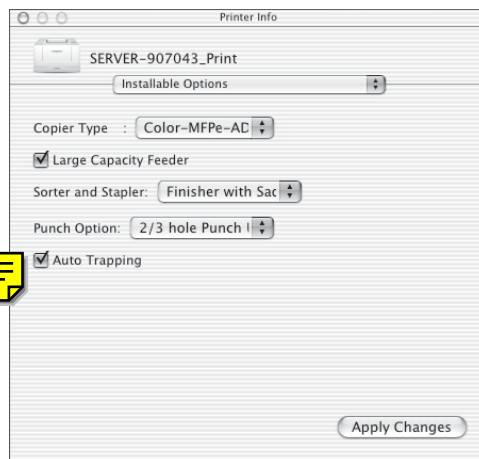 Printer Info
SERVER-907043_Print
Installable Options
Copier Type : Color-MFPe-AD
Large Capacity Feeder
Sorter and Stapler: Finisher with Sac
Punch Option: 2/3 hole Punch
Auto Trapping
Apply Changes